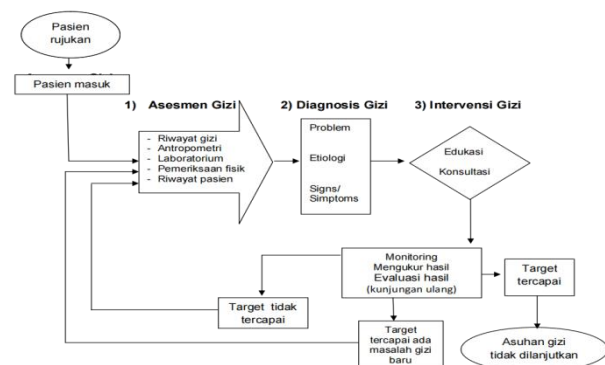 Pasien
rujukan
Pasien masuk
1) Asesmen Gizi
- Riwayat gizi
- Antropometri
- Laboratorium
- Pemeriksaan fisik
- Riwayat pasien
2) Diagnosis Gizi
Problem
Etiologi
Signs/
Simptoms
3) Intervensi Gizi
Edukasi
Konsultasi
Monitoring
Mengukur hasil
Evaluasi hasil
(kunjungan ulang)
Target
tercapai
Target tidak
tercapai
Target
tercapai ada
masalah gizi
baru
Asuhan gizi
tidak dilanjutkan